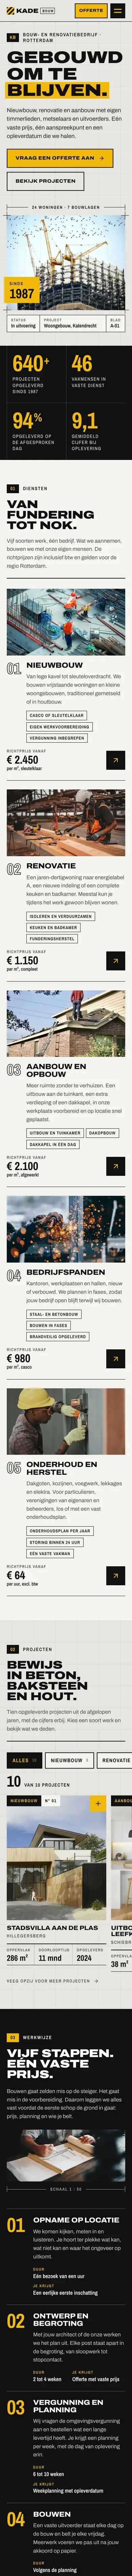 KADE BOUW
OFFERTE
KB
BOUW- EN RENOVATIEBEDRIJF · ROTTERDAM
GEBOUWD
OM TE
BLIJVEN.
Nieuwbouw, renovatie en aanbouw met eigen
timmerlieden, metselaars en uitvoerders. Eén
vaste prijs, één aanspreekpunt en een
opleverdatum die we halen.
VRAAG EEN OFFERTE AAN
BEKIJK PROJECTEN
24 WONINGEN · 7 BOUWLAGEN
SINDS
1987
STATUS
In uitvoering
PROJECT
Woongebouw, Katendrecht
BLAD
A-01
640+
PROJECTEN
OPGELEVERD
SINDS 1987
46
VAKMENSEN IN
VASTE DIENST
94%
OPGELEVERD OP
DE AFGESPROKEN
DAG
9,1
GEMIDDELD
CIJFER BIJ
OPLEVERING
01
DIENSTEN
VAN
FUNDERING
TOT NOK.
Vijf soorten werk, één bedrijf. Wat we aannemen,
bouwen we met onze eigen mensen. De
richtprijzen zijn inclusief btw en gelden voor de
regio Rotterdam.
01
NIEUWBOUW
Van lege kavel tot sleuteloverdracht. We
bouwen vrijstaande woningen en kleine
woongebouwen, traditioneel gemetseld
of in houtbouw.
CASCO OF SLEUTELKLAAR
EIGEN WERKVOORBEREIDING
VERGUNNING INBEGREPEN
RICHTPRIJS VANAF
€ 2.450
per m², sleutelklaar
02
RENOVATIE
Een jaren-dertigwoning naar energielabel
A, een nieuwe indeling of een complete
keuken en badkamer. Meestal kun je
tijdens het werk gewoon blijven wonen.
ISOLEREN EN VERDUURZAMEN
KEUKEN EN BADKAMER
FUNDERINGSHERSTEL
RICHTPRIJS VANAF
€ 1.150
per m², compleet
03
AANBOUW EN
OPBOUW
Meer ruimte zonder te verhuizen. Een
uitbouw aan de tuinkant, een extra
verdieping of een dakkapel, in onze
werkplaats voorbereid en op locatie snel
geplaatst.
UITBOUW EN TUINKAMER
DAKOPBOUW
DAKKAPEL IN ÉÉN DAG
RICHTPRIJS VANAF
€ 2.100
per m², afgewerkt
04
BEDRIJFSPANDEN
Kantoren, werkplaatsen en hallen, nieuw
of verbouwd. We plannen in fases, zodat
jouw bedrijf open blijft terwijl wij bouwen.
STAAL- EN BETONBOUW
BOUWEN IN FASES
BRANDVEILIG OPGELEVERD
RICHTPRIJS VANAF
€ 980
per m², casco
05
ONDERHOUD EN
HERSTEL
Dakgoten, kozijnen, voegwerk, lekkages
en elektra. Voor particulieren,
verenigingen van eigenaren en
beheerders, los of met een vast
onderhoudscontract.
ONDERHOUDSPLAN PER JAAR
STORING BINNEN 24 UUR
EÉN VASTE VAKMAN
RICHTPRIJS VANAF
€ 64
per uur, excl. btw
02
PROJECTEN
BEWIJS
IN BETON,
BAKSTEEN
EN HOUT.
Tien opgeleverde projecten uit de afgelopen
jaren, met de cijfers erbij. Kies een soort werk en
bekijk wat we deden.
ALLES 10
NIEUWBOUW 3
RENOVATIE
10 VAN 10 PROJECTEN
NIEUWBOUW
N° 01
STADSVILLA AAN DE PLAS
HILLEGERSBERG
OPPERVLAK
286 m²
DOORLOOPTIJD
11 mnd
OPGELEVERD
2024
AANBOU
UITBO
LEEFK
SCHIEBR
OPPERVLA
38 m²
VEEG OPZIJ VOOR MEER PROJECTEN
03
WERKWIJZE
VIJF STAPPEN.
EÉN VASTE
PRIJS.
Bouwen gaat zelden mis op de steiger. Het gaat
mis in de voorbereiding. Daarom leggen we alles
vast voordat de eerste schop de grond in gaat:
prijs, planning en wie je belt.
SCHAAL 1 : 50
01
OPNAME OP LOCATIE
We komen kijken, meten in en
luisteren. Je hoort ter plekke wat kan,
wat niet en wat het ongeveer gaat
kosten.
DUUR
Eén bezoek van een uur
JE KRIJGT
Een eerlijke eerste inschatting
02
ONTWERP EN
BEGROTING
Met jouw architect of de onze werken
we het plan uit. Elke post staat apart in
de begroting, van sloopwerk tot
stopcontact.
DUUR
2 tot 4 weken
JE KRIJGT
Offerte met vaste prijs
03
VERGUNNING EN
PLANNING
Wij vragen de omgevingsvergunning
aan en bestellen wat een lange
levertijd heeft. Je krijgt een planning
per week, met de dag van oplevering
erin.
DUUR
6 tot 10 weken
JE KRIJGT
Weekplanning met opleverdatum
04
BOUWEN
Een vaste uitvoerder staat elke dag op
de bouw en belt je elke vrijdag.
Meerwerk voeren we pas uit na jouw
akkoord op papier.
DUUR
Volgens de planning